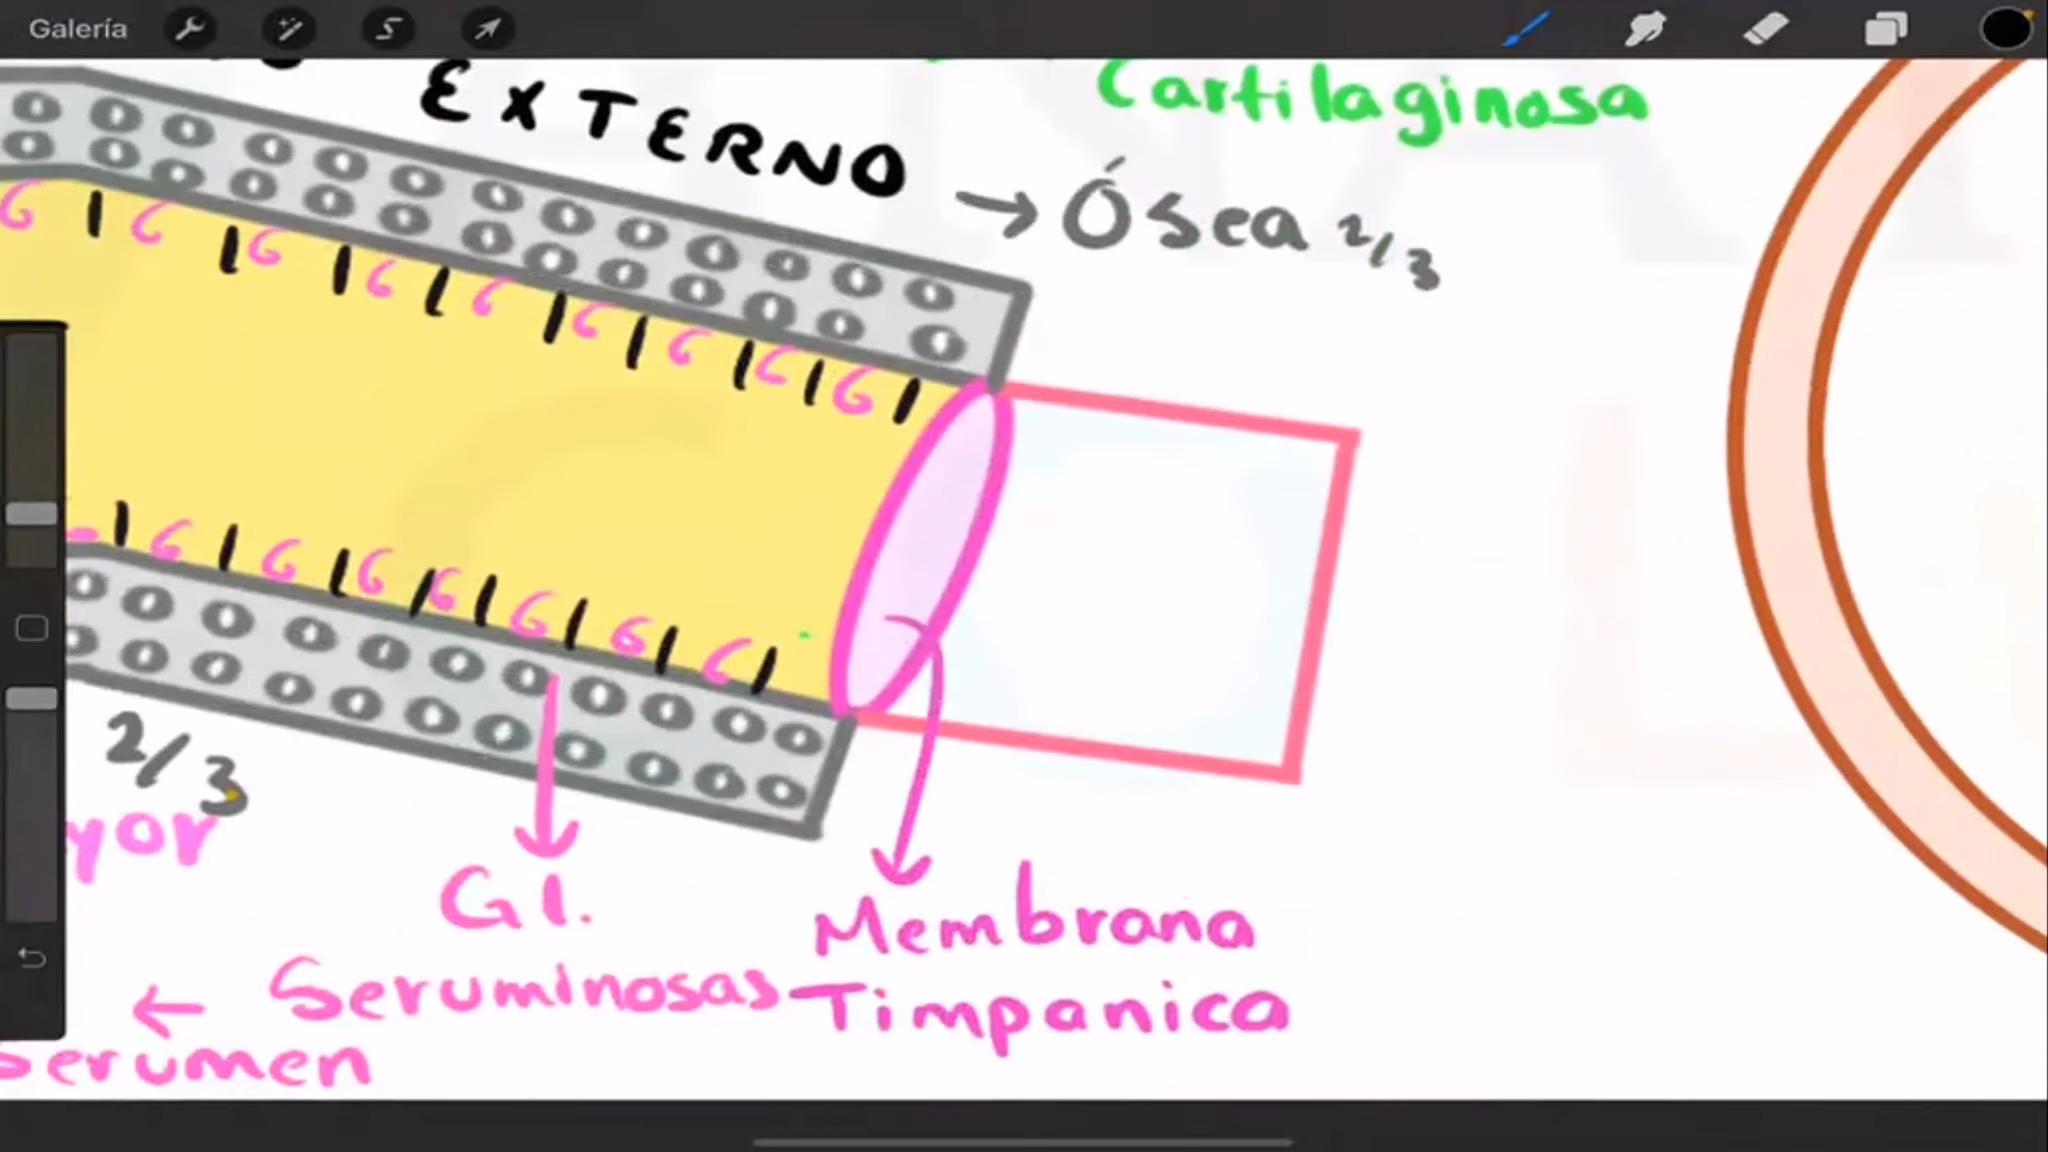 Galería
Cartilaginosa
EXTERNO
→ Ósea 2/3
2/3
yor
Gl.
Seruminosas
←
Serumen
Membrana
Timpanica